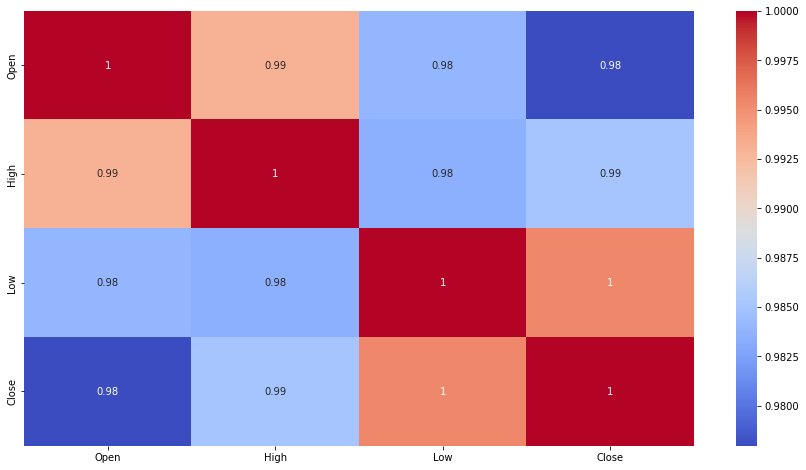 Open 1 0.99 0.98 0.98
High 0.99 1 0.98 0.99
Low 0.98 0.98 1 1
Close 0.98 0.99 1 1
Open High Low Close
1.0000
0.9975
0.9950
0.9925
0.9900
0.9875
0.9850
0.9825
0.9800